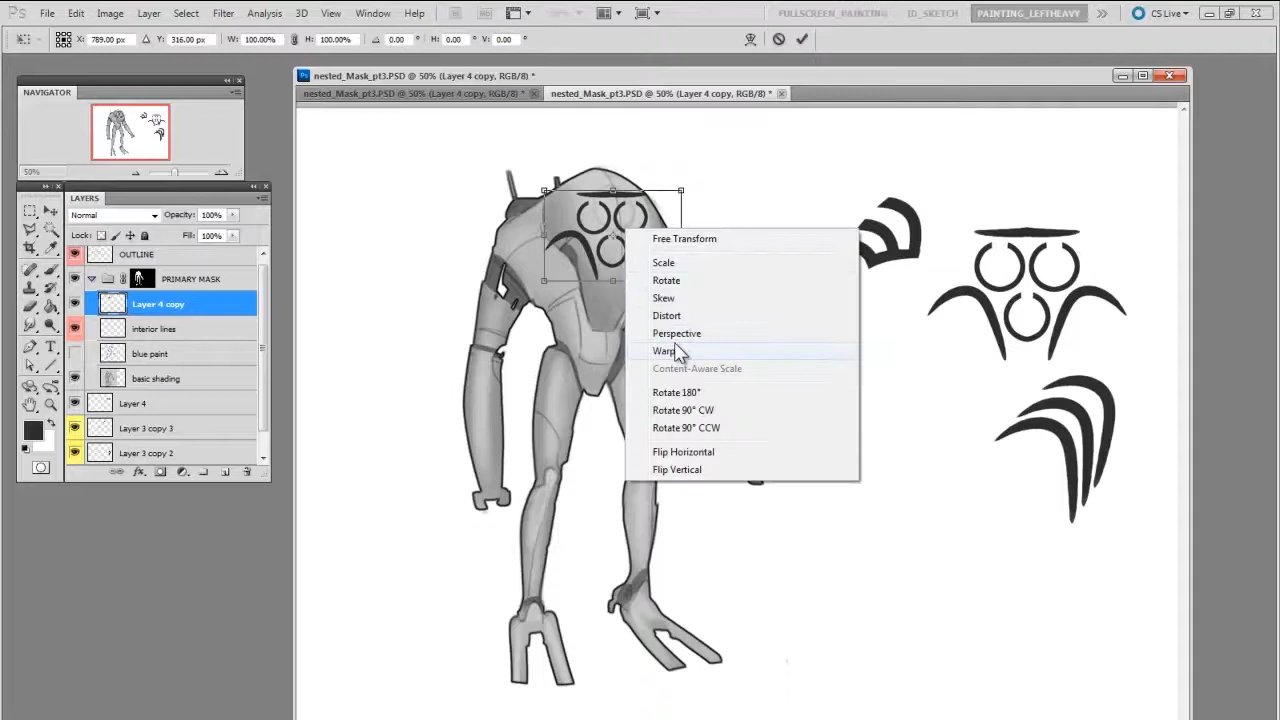 Ps File Edit Image Layer Select Filter Analysis 3D View Window Help FULLSCREEN_PAINTING ID_SKETCH PAINTING_LEFTHEAVY CS Live
X: 789.00 px Y: 316.00 px W: 100.00% H: 100.00% 0.00 ° H: 0.00 ° V: 0.00 °
Ps nested_Mask_pt3.PSD @ 50% (Layer 4 copy, RGB/8) *
nested_Mask_pt3.PSD @ 50% (Layer 4 copy, RGB/8) * nested_Mask_pt3.PSD @ 50% (Layer 4 copy, RGB/8) *
NAVIGATOR
50%
LAYERS
Normal Opacity: 100%
Lock: Fill: 100%
OUTLINE
PRIMARY MASK
Layer 4 copy
interior lines
blue paint
basic shading
Layer 4
Layer 3 copy 3
Layer 3 copy 2
Free Transform
Scale
Rotate
Skew
Distort
Perspective
Warp
Content-Aware Scale
Rotate 180°
Rotate 90° CW
Rotate 90° CCW
Flip Horizontal
Flip Vertical